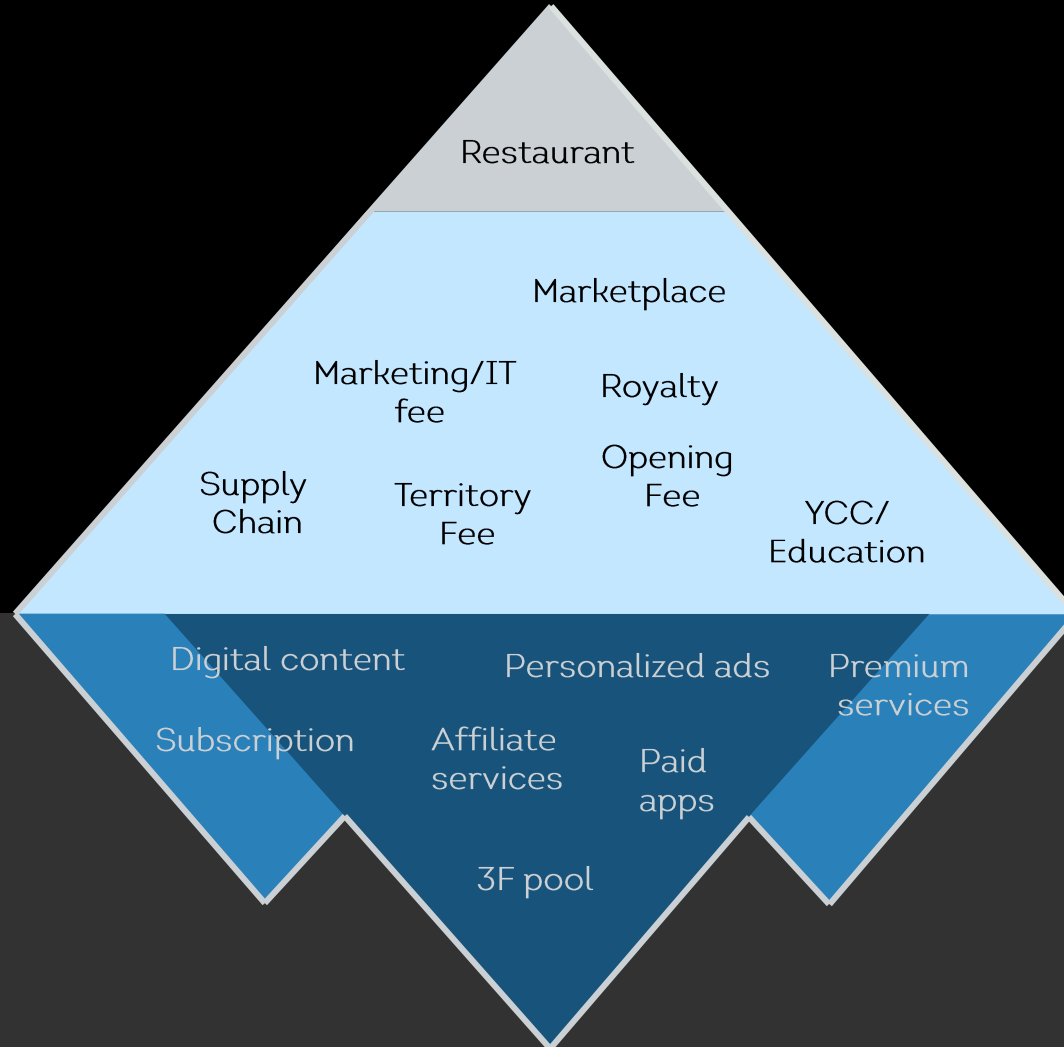 Restaurant
Marketplace
Marketing/IT
fee
Royalty
Opening
Fee
Supply
Chain
Territory
Fee
YCC/
Education
Digital content
Personalized ads
Premium
services
Subscription
Affiliate
services
Paid
apps
3F pool